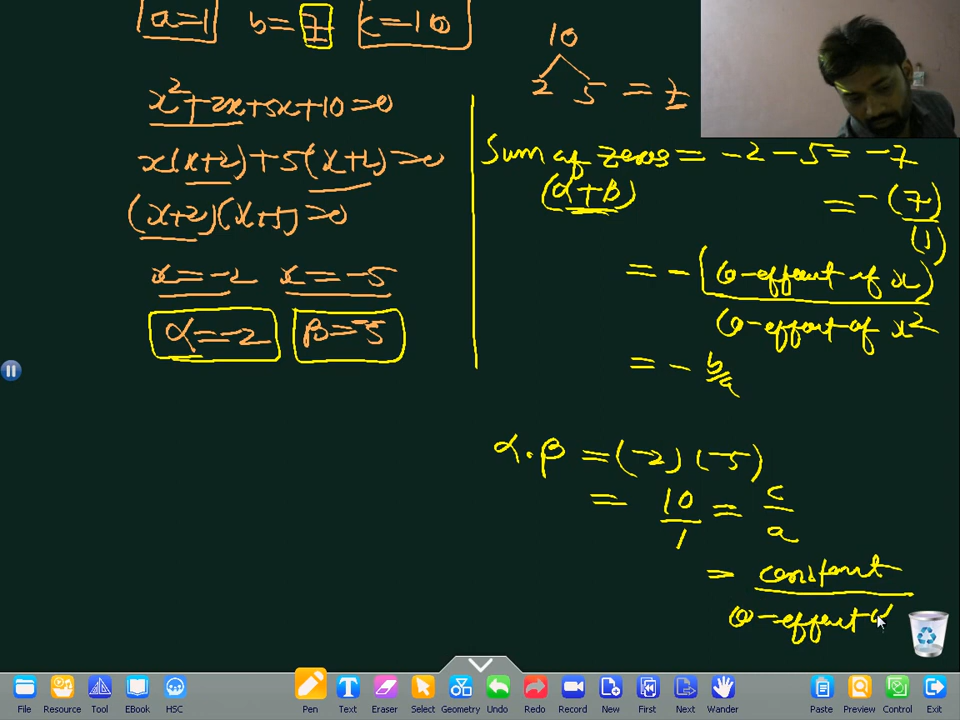 a=1 b=7 c=10
x²+2x+5x+10=0
x(x+2)+5(x+2)=0
(x+2)(x+5)=0
x=-2 x=-5
α=-2 β=-5
10
2 5 = 7
Sum of zeros = -2-5 = -7
(α+β)
= -(7)/(1)
= -(co-efficent of x)/co-efficent of x²
= - b/a
α.β = (-2) (-5)
= 10/1 = c/a
= constant/co-efficent o
File Resource Tool EBook HSC Pen Text Eraser Select Geometry Undo Redo Record New First Next Wander Paste Preview Control Exit